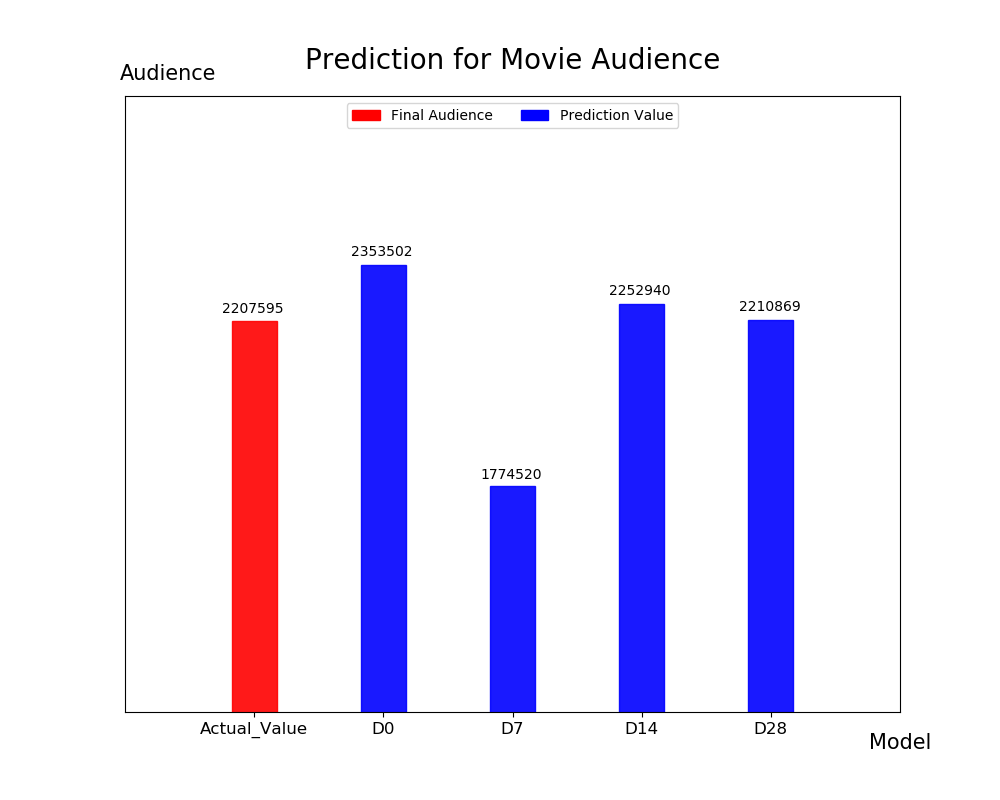 Prediction for Movie Audience
Audience
Final Audience
Prediction Value
2353502
2207595
2252940
2210869
1774520
Actual_Value
D0
D7
D14
D28
Model